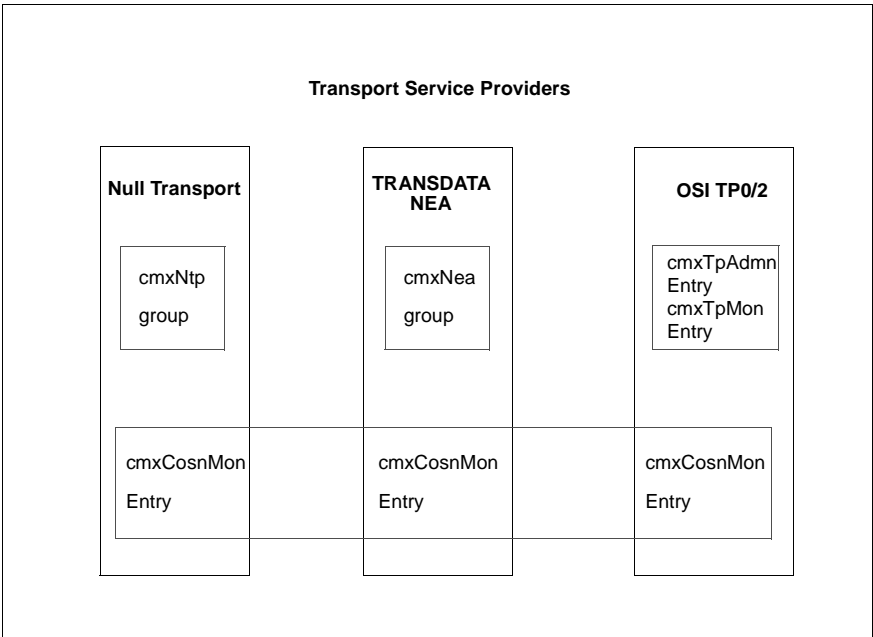 Transport Service Providers
Null Transport
TRANSDATA
NEA
OSI TP0/2
cmxNtp
group
cmxNea
group
cmxTpAdmn
Entry
cmxTpMon
Entry
cmxCosnMon
Entry
cmxCosnMon
Entry
cmxCosnMon
Entry